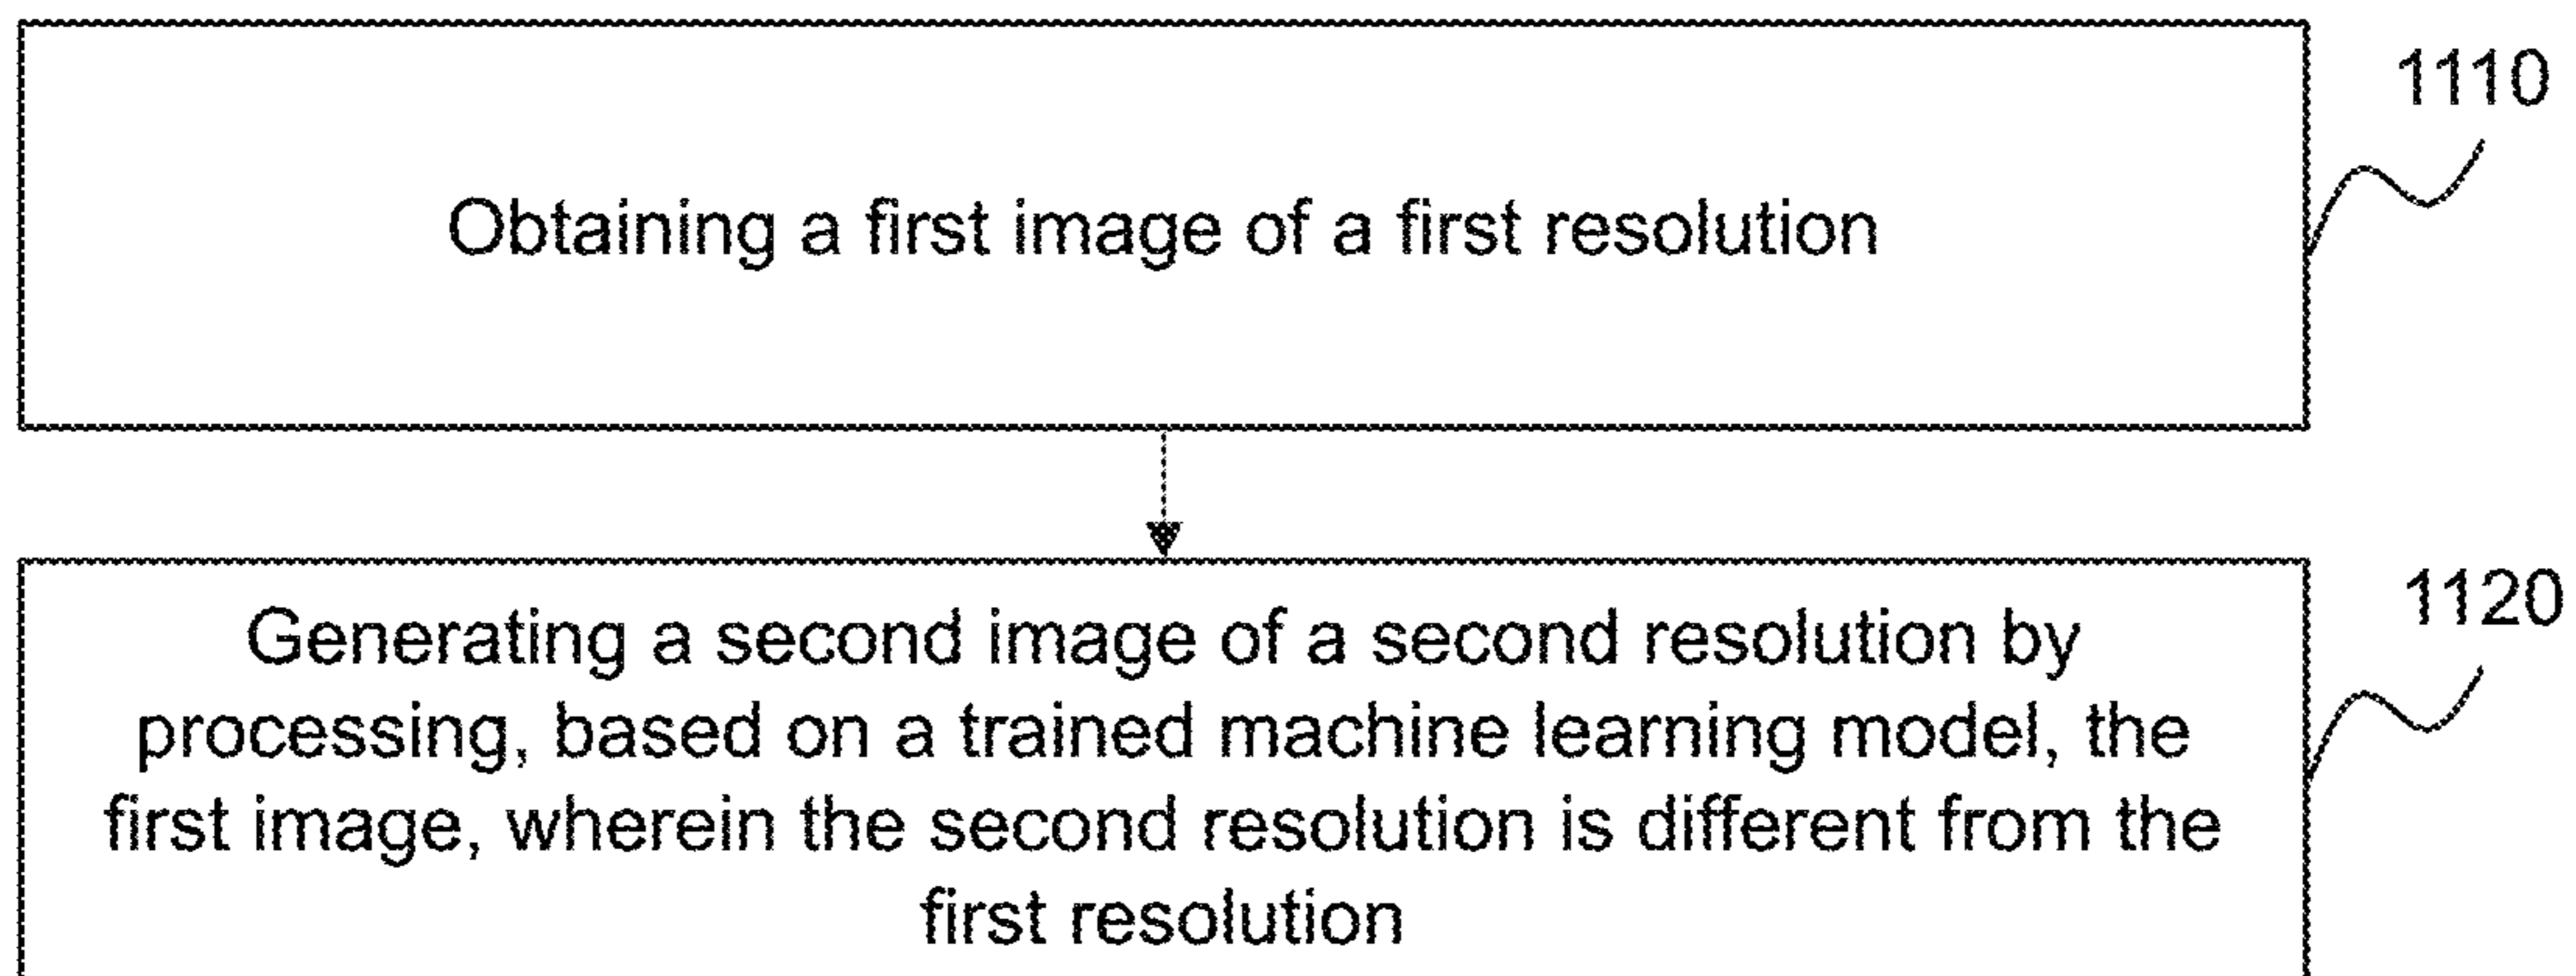 1110
Obtaining a first image of a first resolution
1120
Generating a second image of a second resolution by
processing, based on a trained machine learning model, the
first image, wherein the second resolution is different from the
first resolution